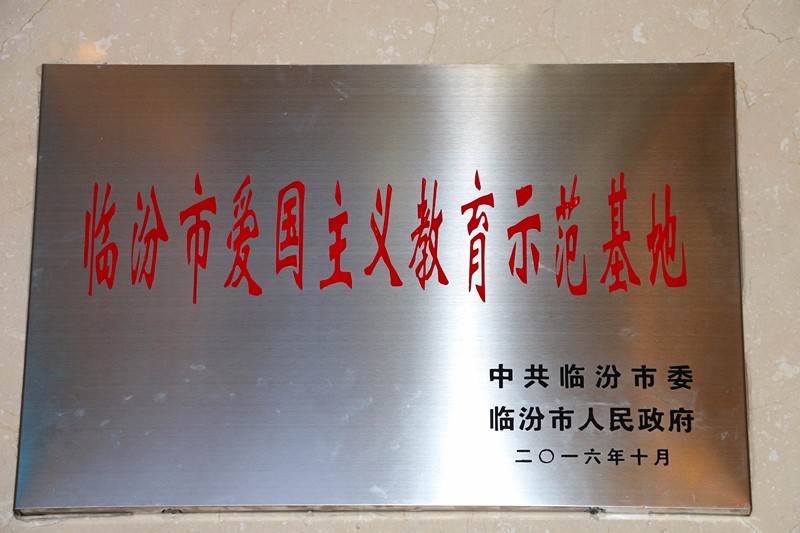 临汾市爱国主义教育示范基地
中共临汾市委
临汾市人民政府
二〇一六年十月